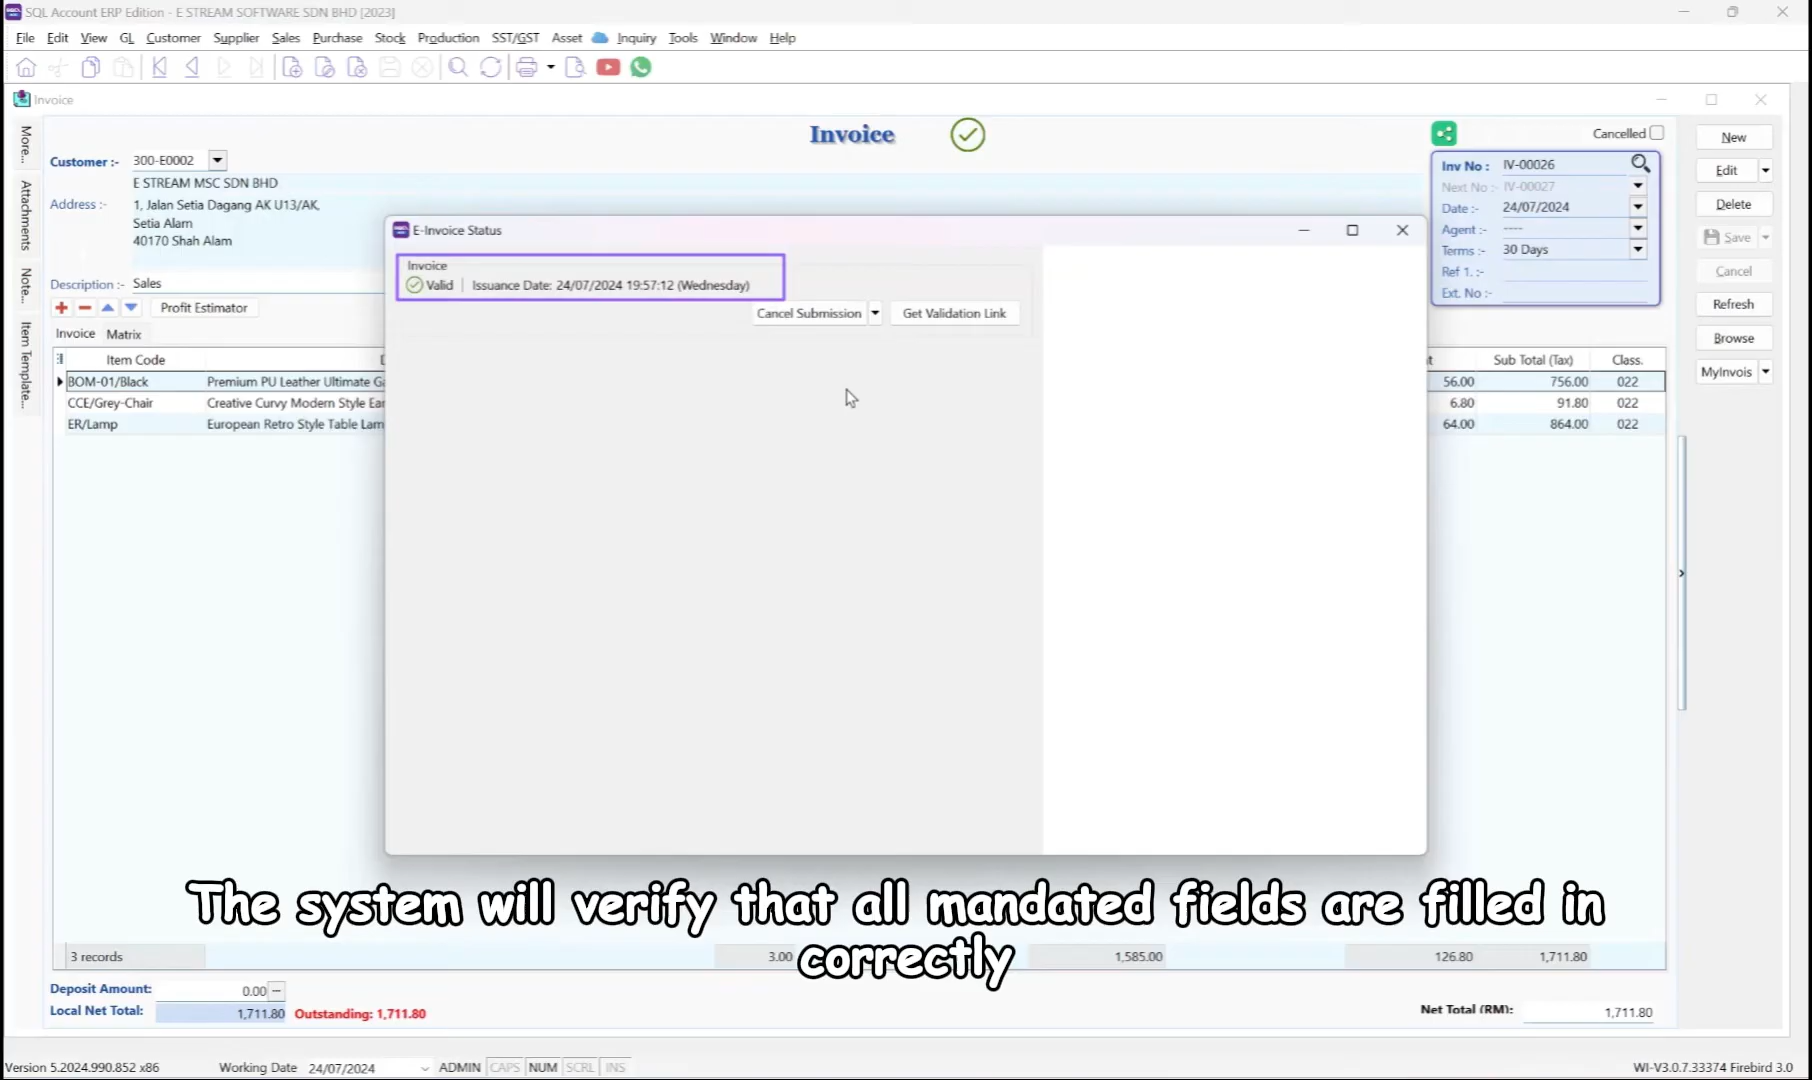 SQL Account ERP Edition - E STREAM SOFTWARE SDN BHD [2023]
File Edit View GL Customer Supplier Sales Purchase Stock Production SST/GST Asset Inquiry Tools Window Help
Invoice
Invoice
Cancelled
More...
Attachments
Note...
Item Template...
Customer :- 300-E0002
E STREAM MSC SDN BHD
Address :- 1, Jalan Setia Dagang AK U13/AK,
Setia Alam
40170 Shah Alam
Description :- Sales
Profit Estimator
Invoice Matrix
Inv No : IV-00026
Next No :- IV-00027
Date :- 24/07/2024
Agent :- ----
Terms :- 30 Days
Ref 1. :-
Ext. No :-
New
Edit
Delete
Save
Cancel
Refresh
Browse
MyInvois
E-Invoice Status
Invoice
Valid | Issuance Date: 24/07/2024 19:57:12 (Wednesday)
Cancel Submission Get Validation Link
Item Code Sub Total (Tax) Class.
BOM-01/Black Premium PU Leather Ultimate 56.00 756.00 022
CCE/Grey-Chair Creative Curvy Modern Style 6.80 91.80 022
ER/Lamp European Retro Style Table 64.00 864.00 022
The system will verify that all mandated fields are filled in
correctly
3 records 3.00 1,585.00 126.80 1,711.80
Deposit Amount: 0.00
Local Net Total: 1,711.80 Outstanding: 1,711.80
Net Total (RM): 1,711.80
Version 5.2024.990.852 x86 Working Date 24/07/2024 ADMIN CAPS NUM SCRL INS WI-V3.0.7.33374 Firebird 3.0